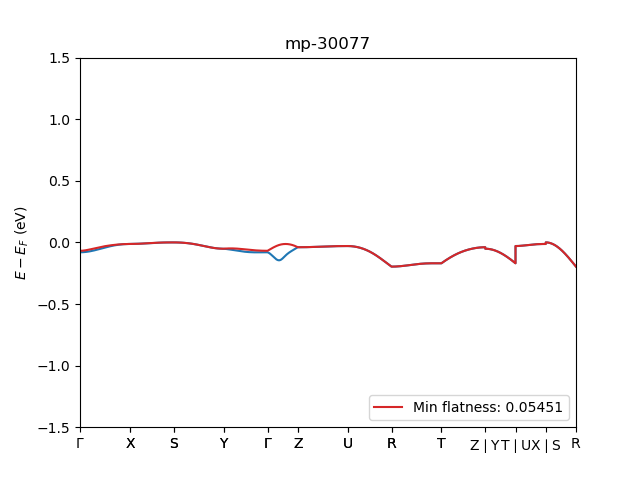 mp-30077
1.5
1.0
0.5
0.0
−0.5
−1.0
−1.5
E − E_F (eV)
Min flatness: 0.05451
Γ X S Y Γ Z U R T Z | Y T | U X | S R